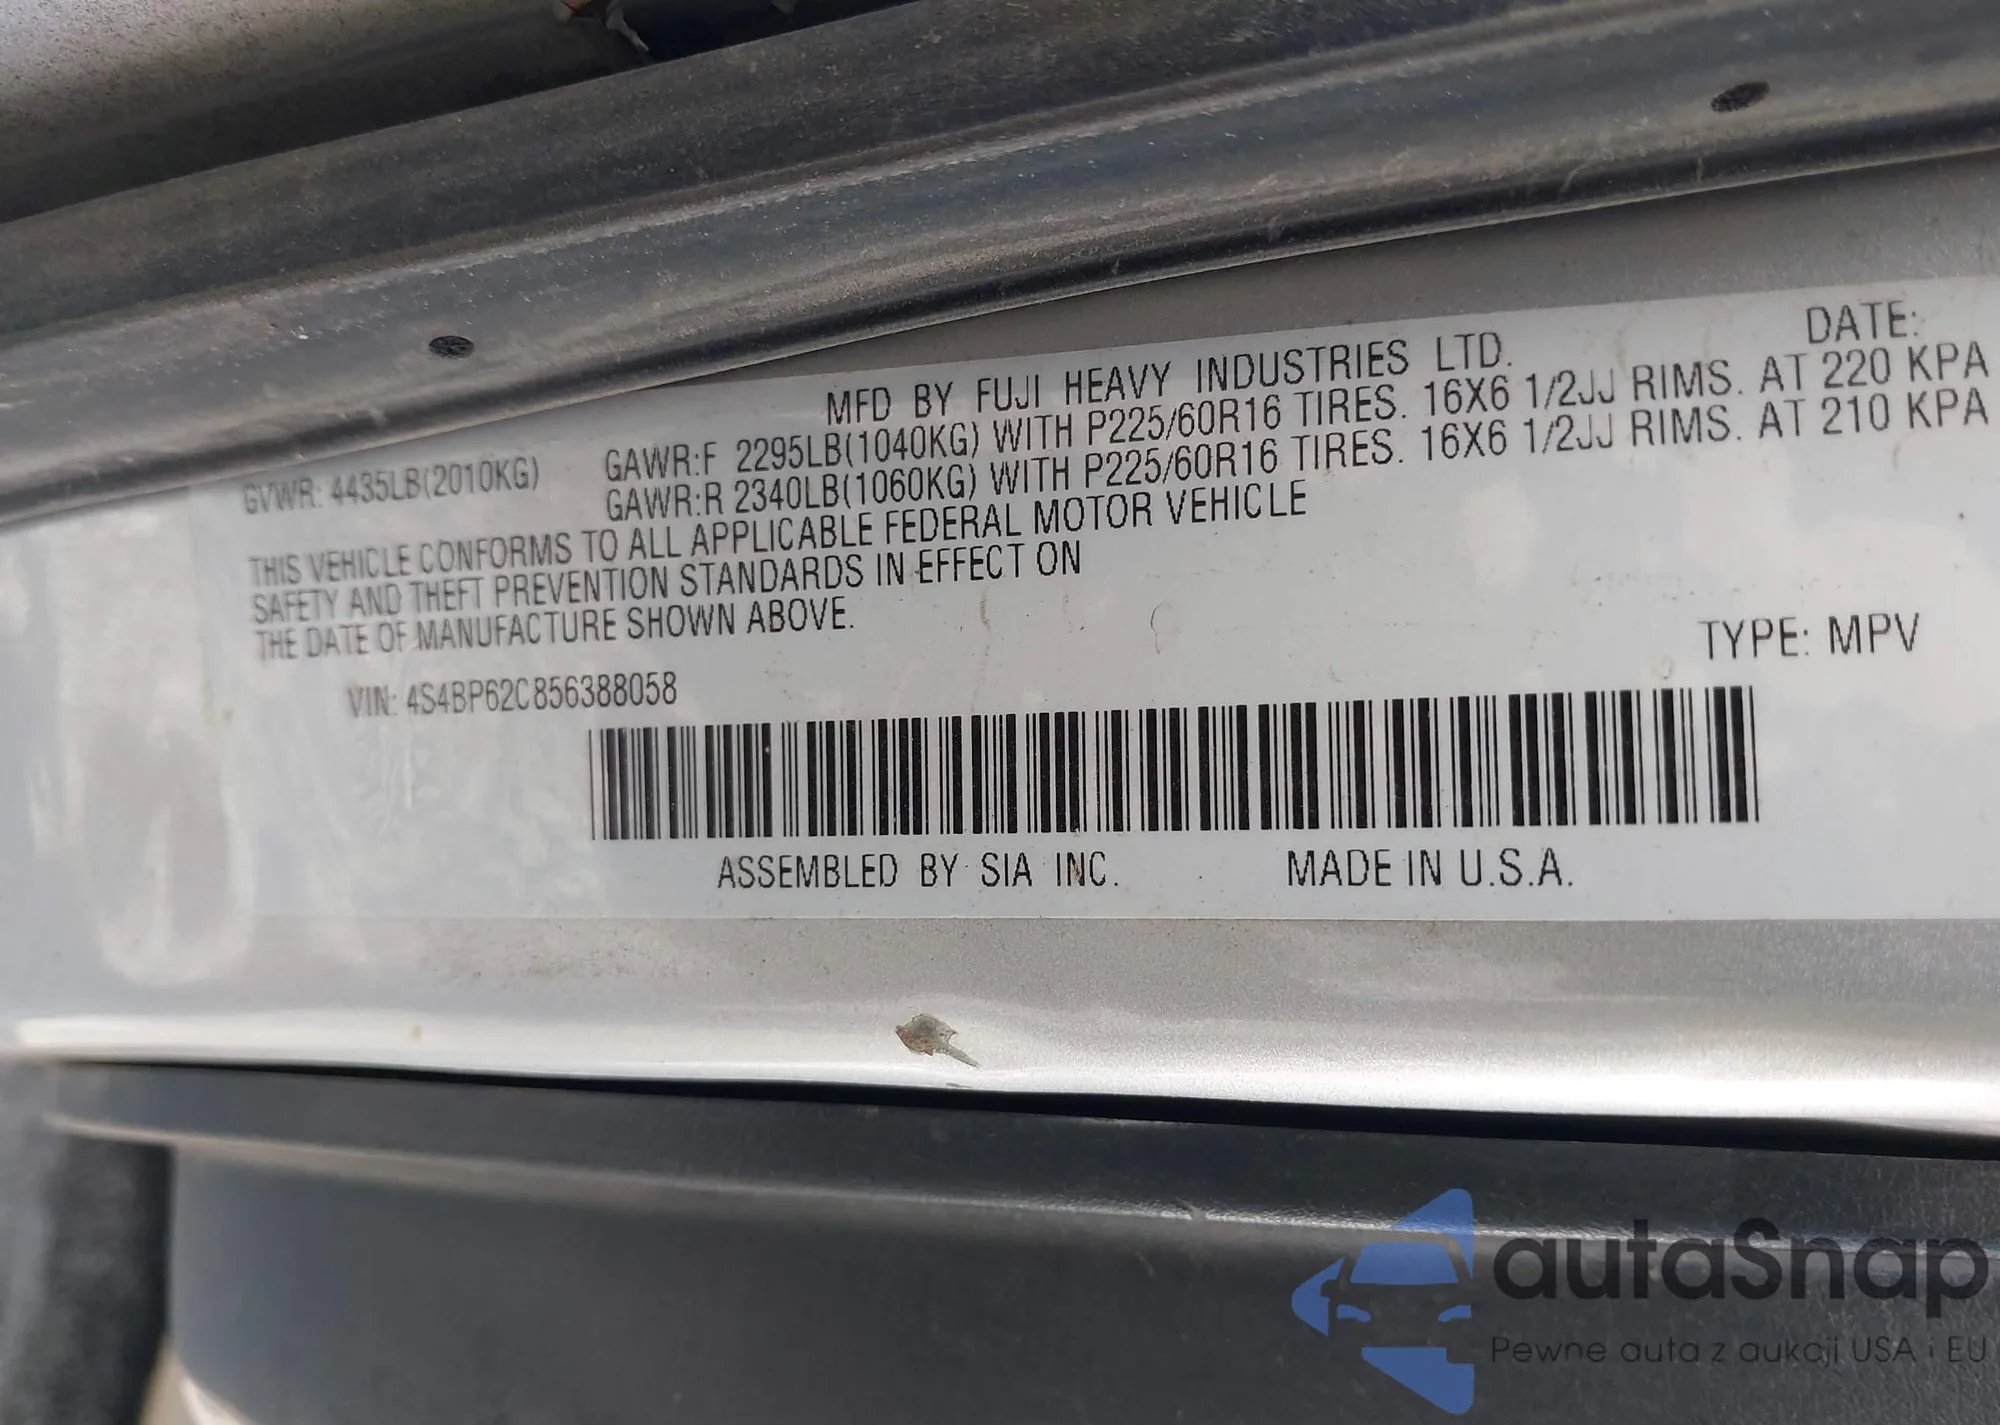 MFD BY FUJI HEAVY INDUSTRIES LTD. DATE:
GVWR: 4435LB(2010KG) GAWR:F 2295LB(1040KG) WITH P225/60R16 TIRES. 16X6 1/2JJ RIMS. AT 220 KPA
GAWR:R 2340LB(1060KG) WITH P225/60R16 TIRES. 16X6 1/2JJ RIMS. AT 210 KPA
THIS VEHICLE CONFORMS TO ALL APPLICABLE FEDERAL MOTOR VEHICLE
SAFETY AND THEFT PREVENTION STANDARDS IN EFFECT ON
THE DATE OF MANUFACTURE SHOWN ABOVE.
VIN: 4S4BP62C856388058 TYPE: MPV
ASSEMBLED BY SIA INC. MADE IN U.S.A.
autaSnap
Pewne auta z aukcji USA i EU